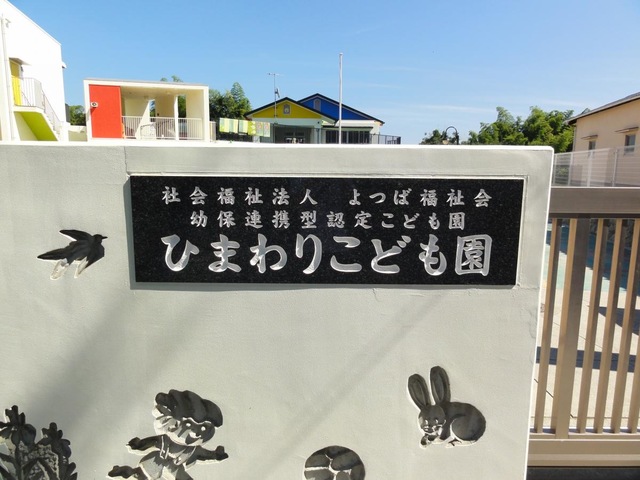 社会福祉法人 よつば福祉会
幼保連携型認定こども園
ひまわりこども園